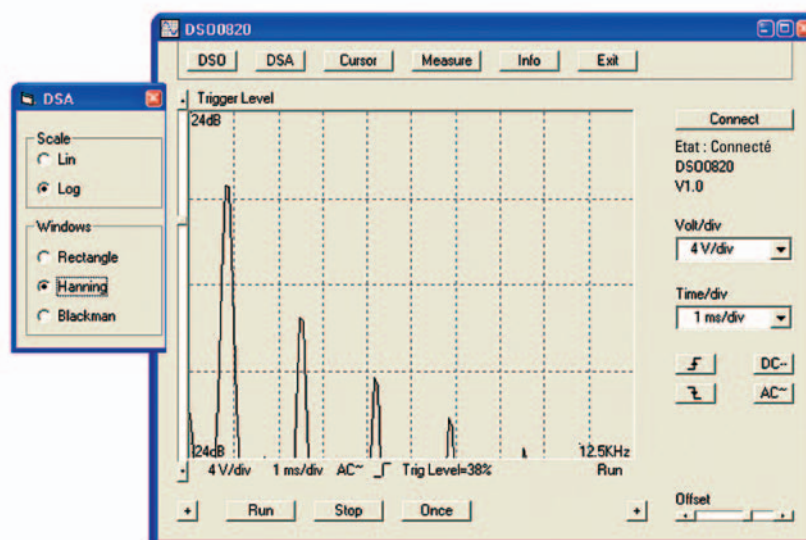 DSO0820
DSO DSA Cursor Measure Info Exit
DSA
Scale
Lin
Log
Windows
Rectangle
Hanning
Blackman
Trigger Level
24dB
24dB
12.5KHz
4 V/div 1 ms/div AC~ Trig Level=38% Run
+ Run Stop Once +
Connect
Etat : Connecté
DSO0820
V1.0
Volt/div
4 V/div
Time/div
1 ms/div
DC--
AC~
Offset